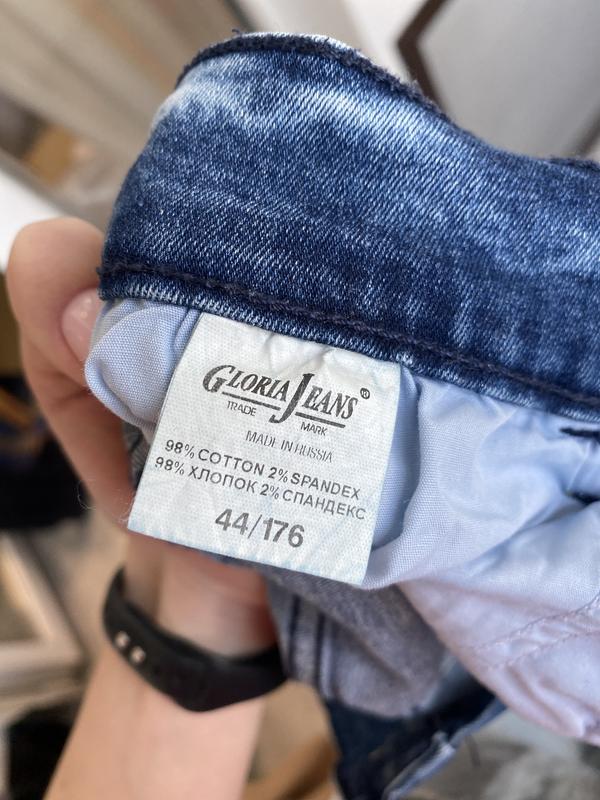 GLORIA JEANS®
TRADE MARK
MADE IN RUSSIA
98% COTTON 2% SPANDEX
98% ХЛОПОК 2% СПАНДЕКС
44/176